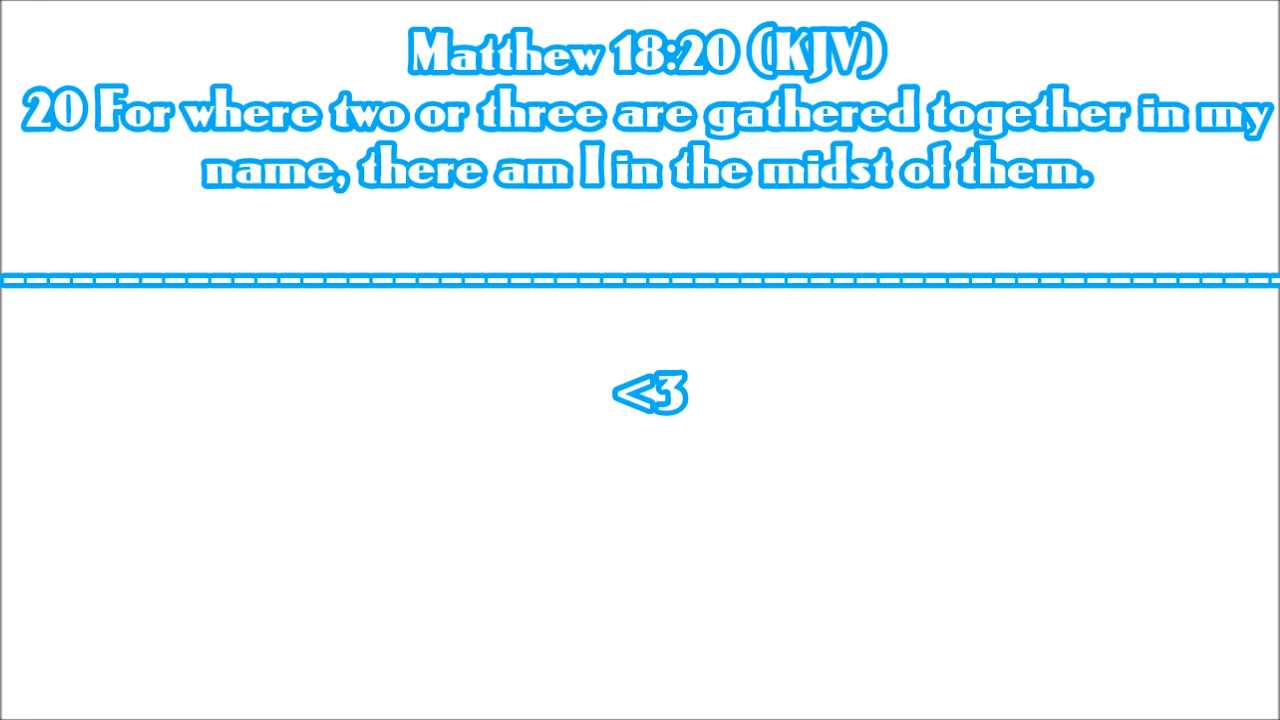 Matthew 18:20 (KJV)
20 For where two or three are gathered together in my
name, there am I in the midst of them.
<3